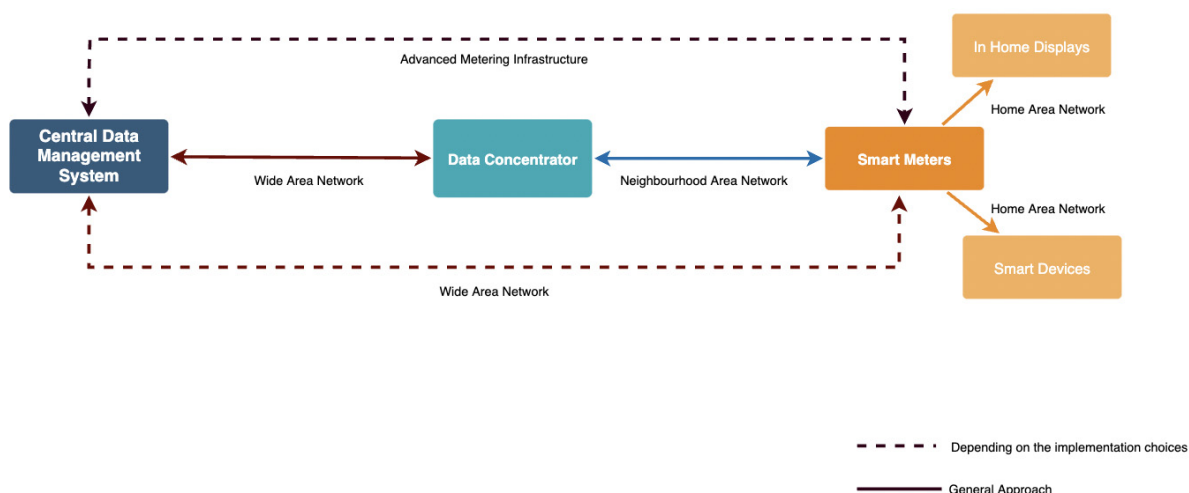 In Home Displays
Advanced Metering Infrastructure
Home Area Network
Central Data
Management
System
Data Concentrator
Smart Meters
Wide Area Network
Neighbourhood Area Network
Home Area Network
Smart Devices
Wide Area Network
Depending on the implementation choices
General Approach